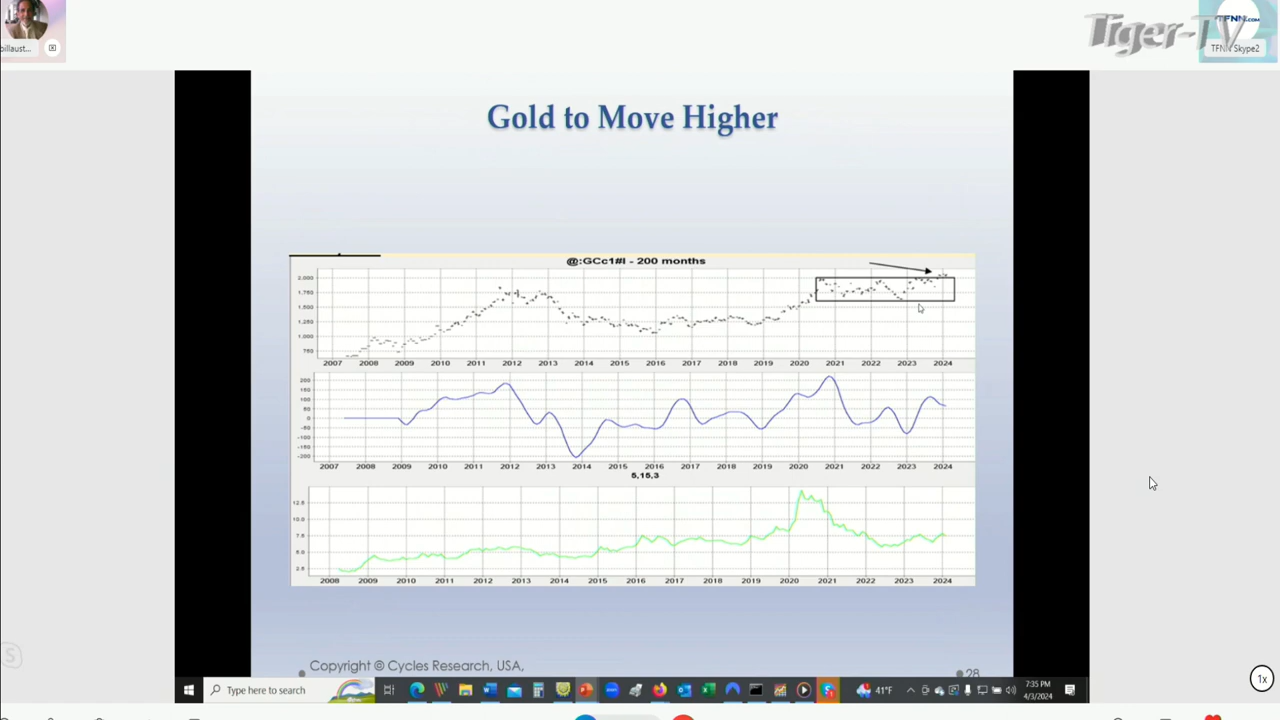 billaust...
Tiger-TV
TFNN.COM
TFNN Skype2
Gold to Move Higher
@:GCc1#I - 200 months
2,000
1,750
1,500
1,250
1,000
750
2007 2008 2009 2010 2011 2012 2013 2014 2015 2016 2017 2018 2019 2020 2021 2022 2023 2024
200
150
100
50
0
-50
-100
-150
-200
2007 2008 2009 2010 2011 2012 2013 2014 2015 2016 2017 2018 2019 2020 2021 2022 2023 2024
5,15,3
12.5
10.0
7.5
5.0
2.5
2008 2009 2010 2011 2012 2013 2014 2015 2016 2017 2018 2019 2020 2021 2022 2023 2024
Copyright @ Cycles Research, USA,
28
1x
Type here to search
41°F
7:35 PM
4/3/2024